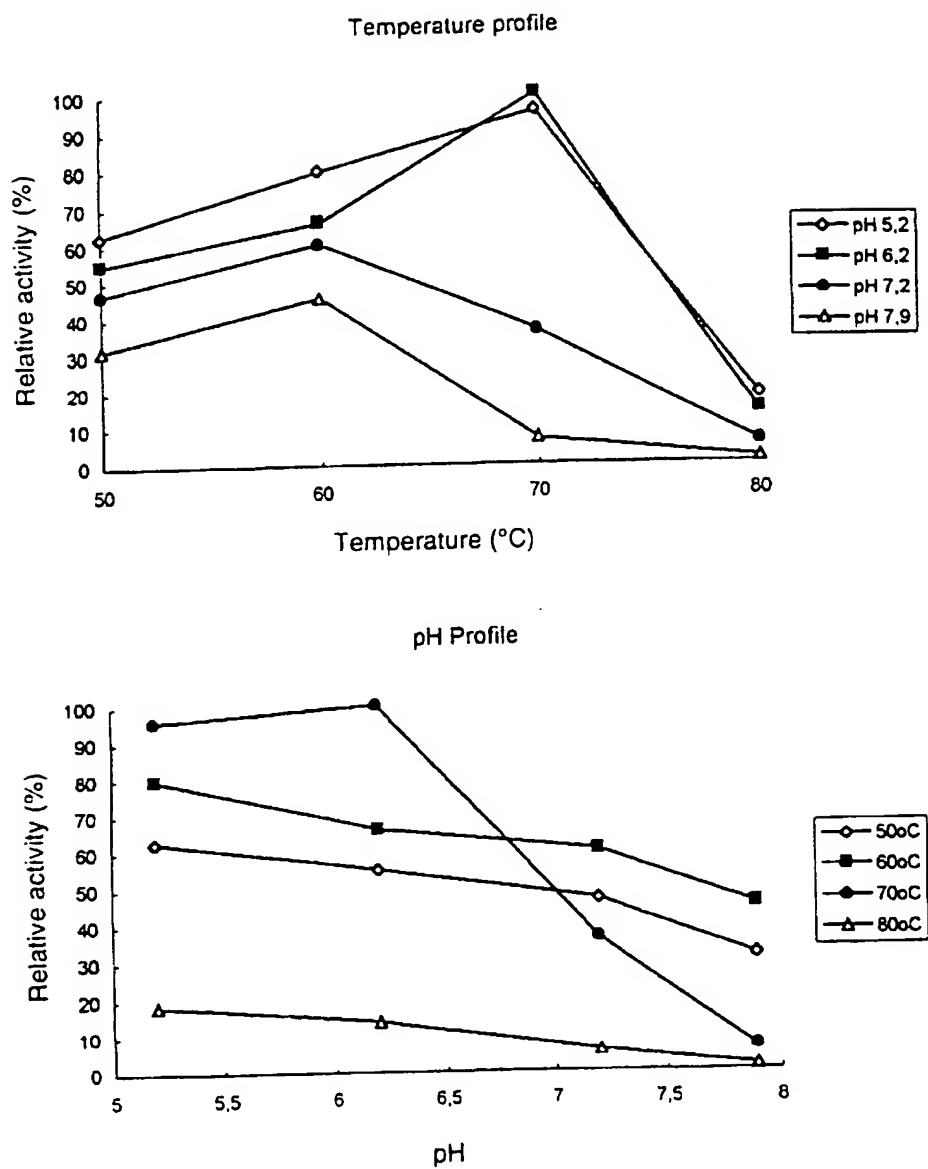 Temperature profile
Relative activity (%)
100
90
80
70
60
50
40
30
20
10
0
50
60
70
80
Temperature (°C)
pH 5,2
pH 6,2
pH 7,2
pH 7,9
pH Profile
Relative activity (%)
100
90
80
70
60
50
40
30
20
10
0
5
5,5
6
6,5
7
7,5
8
pH
50oC
60oC
70oC
80oC